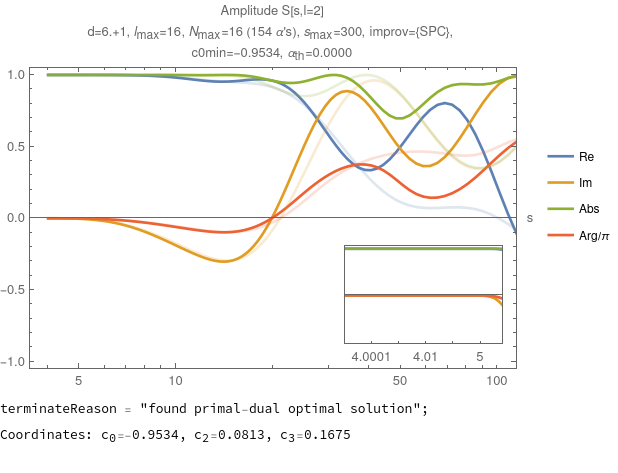 Amplitude S[s,l=2]
d=6.+1, lmax=16, Nmax=16 (154 α's), smax=300, improv={SPC},
c0min=−0.9534, αth=0.0000
1.0
0.5
0.0
−0.5
−1.0
s
5
10
50
100
4.0001
4.01
5
Re
Im
Abs
Arg/π
terminateReason = "found primal-dual optimal solution";
Coordinates: c0=-0.9534, c2=0.0813, c3=0.1675